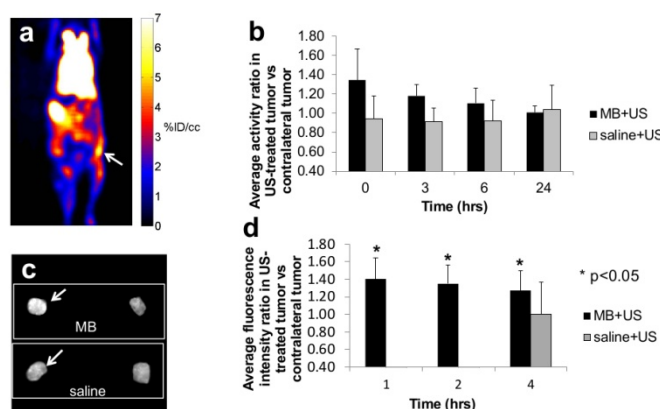 a
7
6
5
4
3
2
1
0
%ID/cc
b
Average activity ratio in
US-treated tumor vs
contralateral tumor
1.80
1.60
1.40
1.20
1.00
0.80
0.60
0.40
0 3 6 24
Time (hrs)
MB+US
saline+US
c
MB
saline
d
Average fluorescence
intensity ratio in US-
treated tumor vs
contralateral tumor
1.80
1.60
1.40
1.20
1.00
0.80
0.60
0.40
* * *
1 2 4
Time (hrs)
* p<0.05
MB+US
saline+US